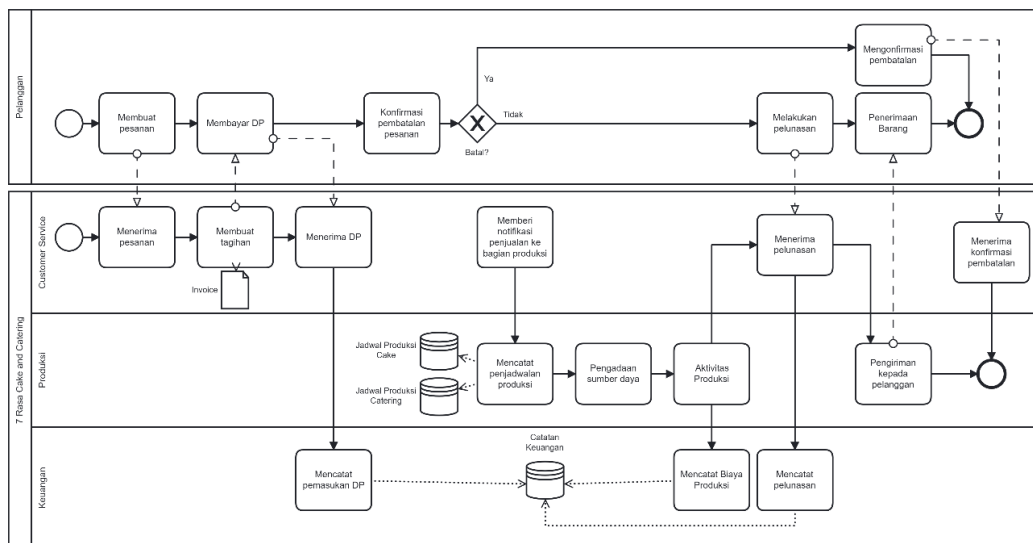 Pelanggan
Membuat
pesanan
Membayar DP
Konfirmasi
pembatalan
pesanan
Ya
Tidak
Batal?
Mengonfirmasi
pembatalan
Melakukan
pelunasan
Penerimaan
Barang
7 Rasa Cake and Catering
Customer Service
Menerima
pesanan
Membuat
tagihan
Invoice
Menerima DP
Memberi
notifikasi
penjualan ke
bagian produksi
Menerima
pelunasan
Menerima
konfirmasi
pembatalan
Produksi
Jadwal Produksi
Cake
Jadwal Produksi
Catering
Mencatat
penjadwalan
produksi
Pengadaan
sumber daya
Aktivitas
Produksi
Pengiriman
kepada
pelanggan
Keuangan
Mencatat
pemasukan DP
Catatan
Keuangan
Mencatat Biaya
Produksi
Mencatat
pelunasan